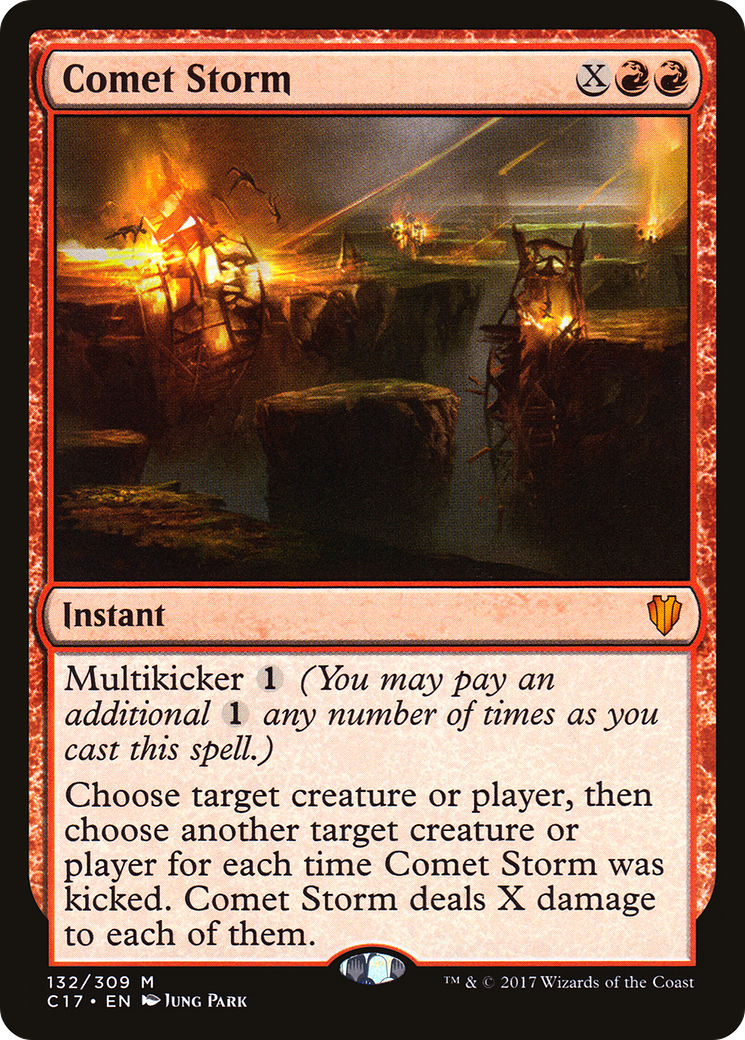 Comet Storm X
Instant
Multikicker 1 (You may pay an
additional 1 any number of times as you
cast this spell.)
Choose target creature or player, then
choose another target creature or
player for each time Comet Storm was
kicked. Comet Storm deals X damage
to each of them.
132/309 M
C17 • EN Jung Park
™ & © 2017 Wizards of the Coast